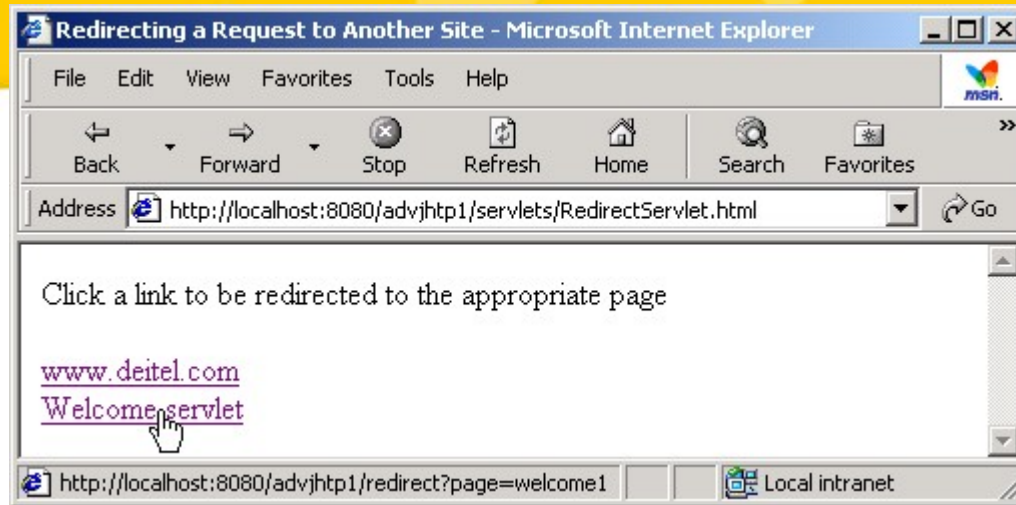 Redirecting a Request to Another Site - Microsoft Internet Explorer
File Edit View Favorites Tools Help
msn.
Back Forward Stop Refresh Home Search Favorites »
Address http://localhost:8080/advjhtp1/servlets/RedirectServlet.html Go
Click a link to be redirected to the appropriate page
www.deitel.com
Welcome servlet
http://localhost:8080/advjhtp1/redirect?page=welcome1 Local intranet